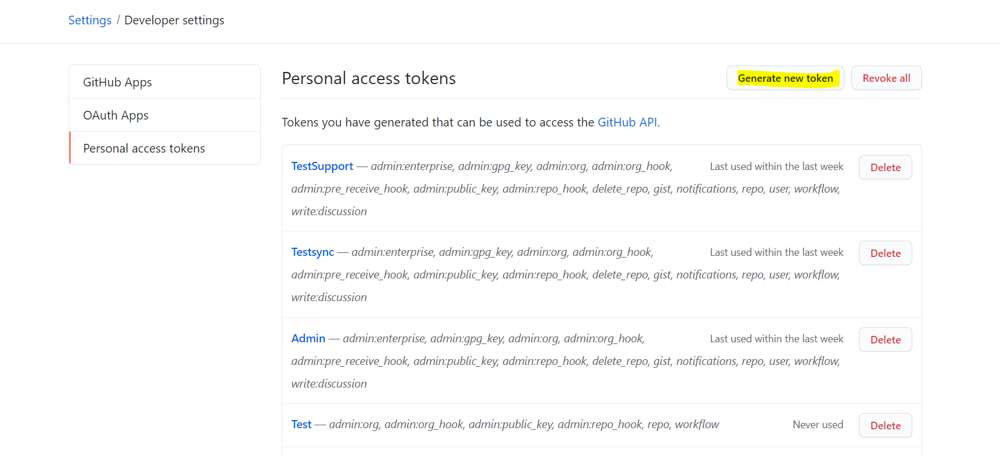 Settings / Developer settings
GitHub Apps
OAuth Apps
Personal access tokens
Personal access tokens
Generate new token
Revoke all
Tokens you have generated that can be used to access the GitHub API.
TestSupport — admin:enterprise, admin:gpg_key, admin:org, admin:org_hook,
admin:pre_receive_hook, admin:public_key, admin:repo_hook, delete_repo, gist, notifications, repo, user, workflow,
write:discussion
Last used within the last week
Delete
Testsync — admin:enterprise, admin:gpg_key, admin:org, admin:org_hook,
admin:pre_receive_hook, admin:public_key, admin:repo_hook, delete_repo, gist, notifications, repo, user, workflow,
write:discussion
Last used within the last week
Delete
Admin — admin:enterprise, admin:gpg_key, admin:org, admin:org_hook,
admin:pre_receive_hook, admin:public_key, admin:repo_hook, delete_repo, gist, notifications, repo, user, workflow,
write:discussion
Last used within the last week
Delete
Test — admin:org, admin:org_hook, admin:public_key, admin:repo_hook, repo, workflow
Never used
Delete